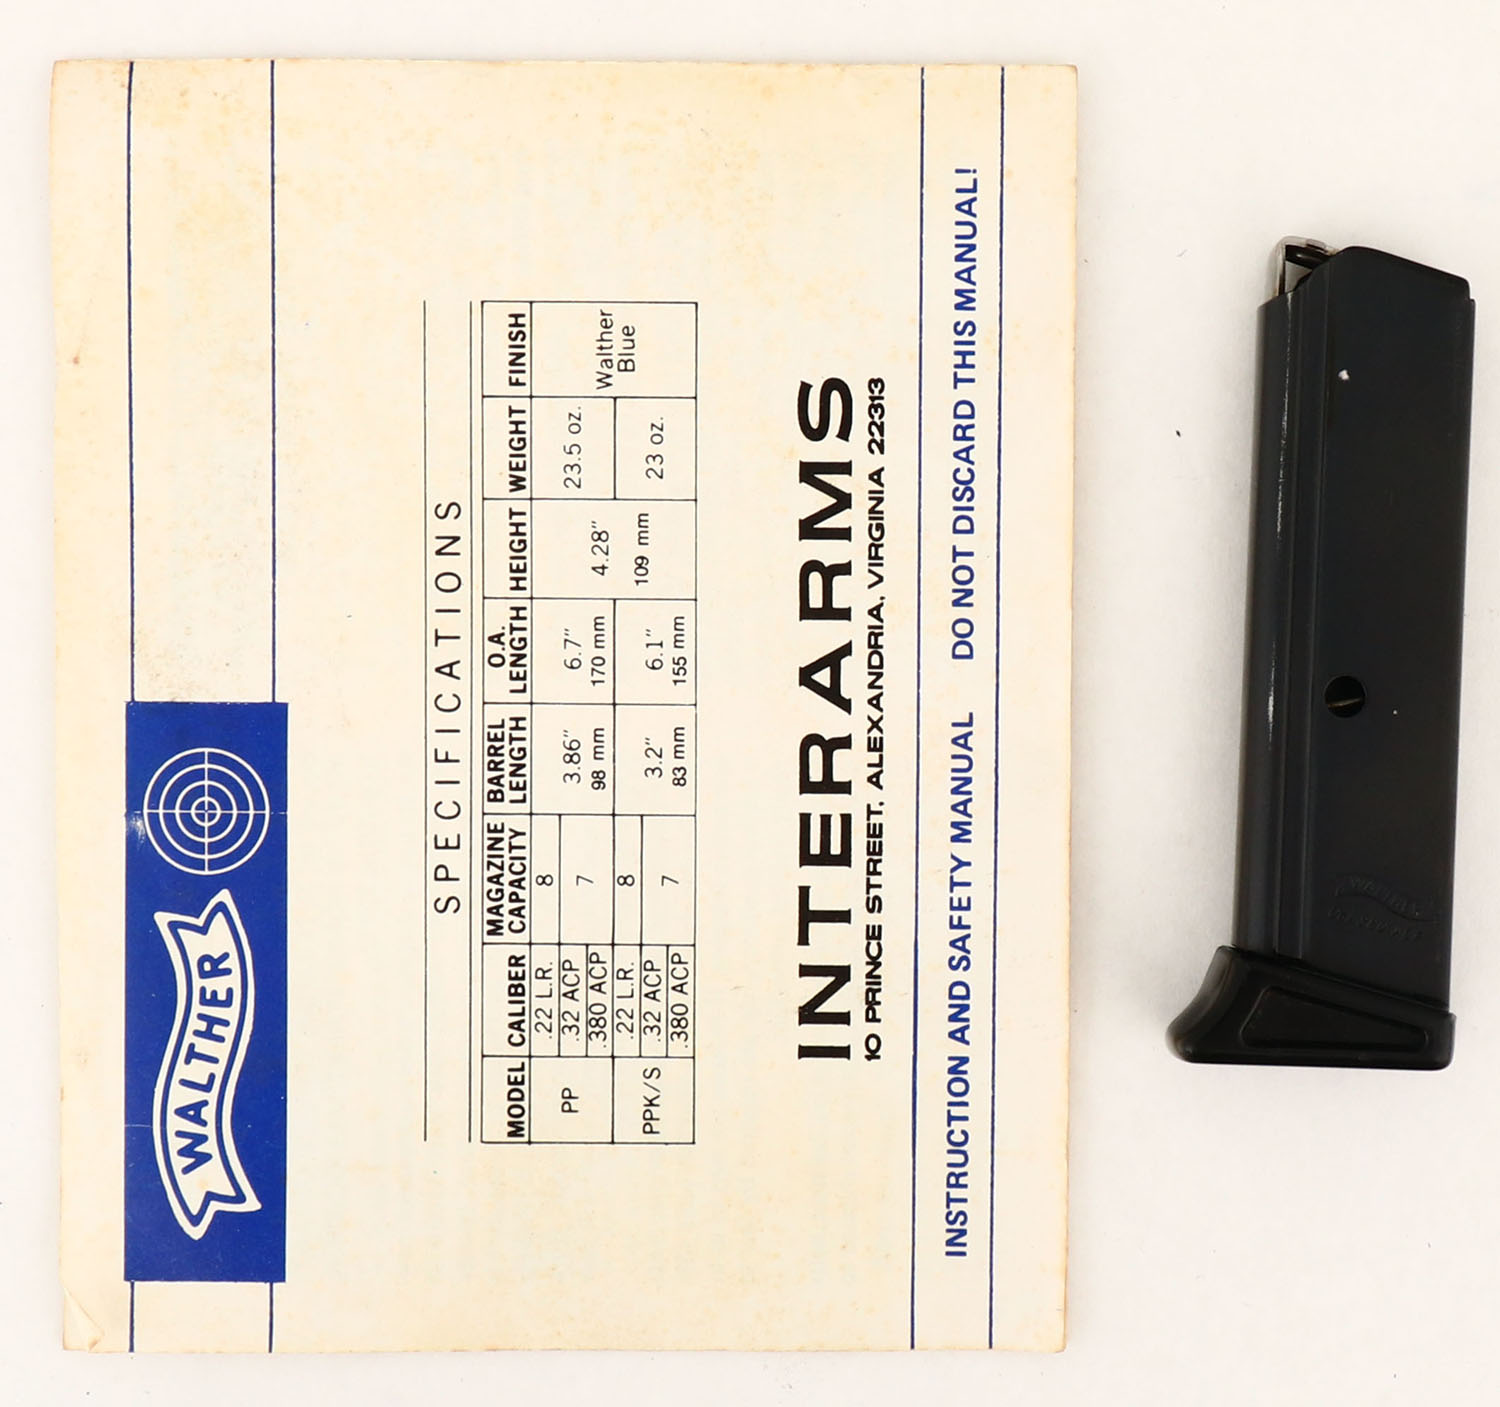 WALTHER
SPECIFICATIONS
MODEL CALIBER MAGAZINE CAPACITY BARREL LENGTH O.A. LENGTH HEIGHT WEIGHT FINISH
PP .22 L.R. 8 3.86" 98 mm 6.7" 170 mm 4.28" 109 mm 23.5 oz. Walther Blue
.32 ACP 7
.380 ACP
PPK/S .22 L.R. 8 3.2" 83 mm 6.1" 155 mm 23 oz.
.32 ACP 7
.380 ACP
INTERARMS
10 PRINCE STREET, ALEXANDRIA, VIRGINIA 22313
INSTRUCTION AND SAFETY MANUAL DO NOT DISCARD THIS MANUAL!
WALTHER